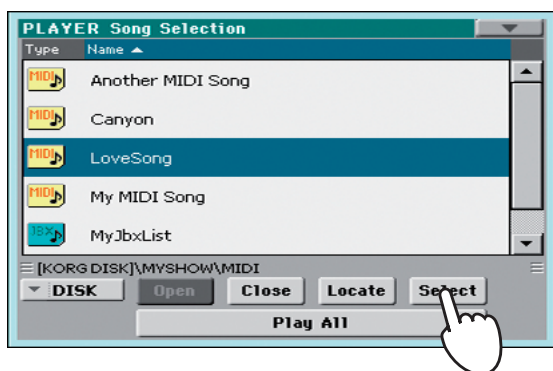 PLAYER Song Selection
Type Name
MIDI Another MIDI Song
MIDI Canyon
MIDI LoveSong
MIDI My MIDI Song
JBX MyJbxList
[KORG DISK]\MYSHOW\MIDI
DISK Open Close Locate Select
Play All